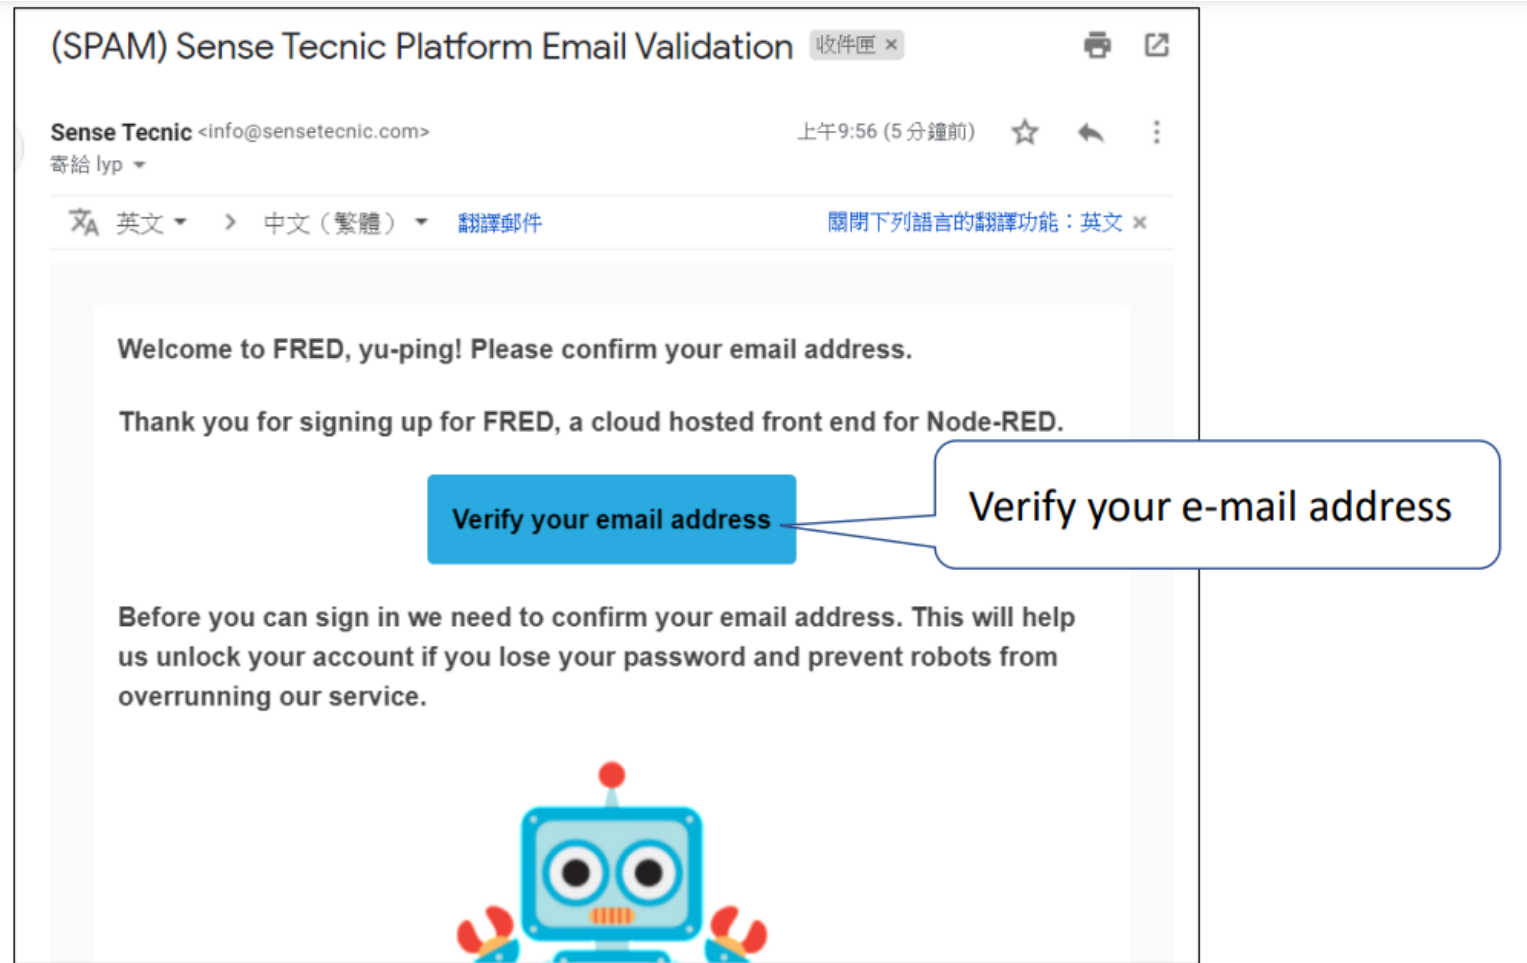 (SPAM) Sense Tecnic Platform Email Validation 收件匣 ×
Sense Tecnic <info@sensetecnic.com> 上午9:56 (5 分鐘前)
寄給 lyp
英文 > 中文（繁體） 翻譯郵件 關閉下列語言的翻譯功能：英文 ×
Welcome to FRED, yu-ping! Please confirm your email address.
Thank you for signing up for FRED, a cloud hosted front end for Node-RED.
Verify your email address
Verify your e-mail address
Before you can sign in we need to confirm your email address. This will help
us unlock your account if you lose your password and prevent robots from
overrunning our service.